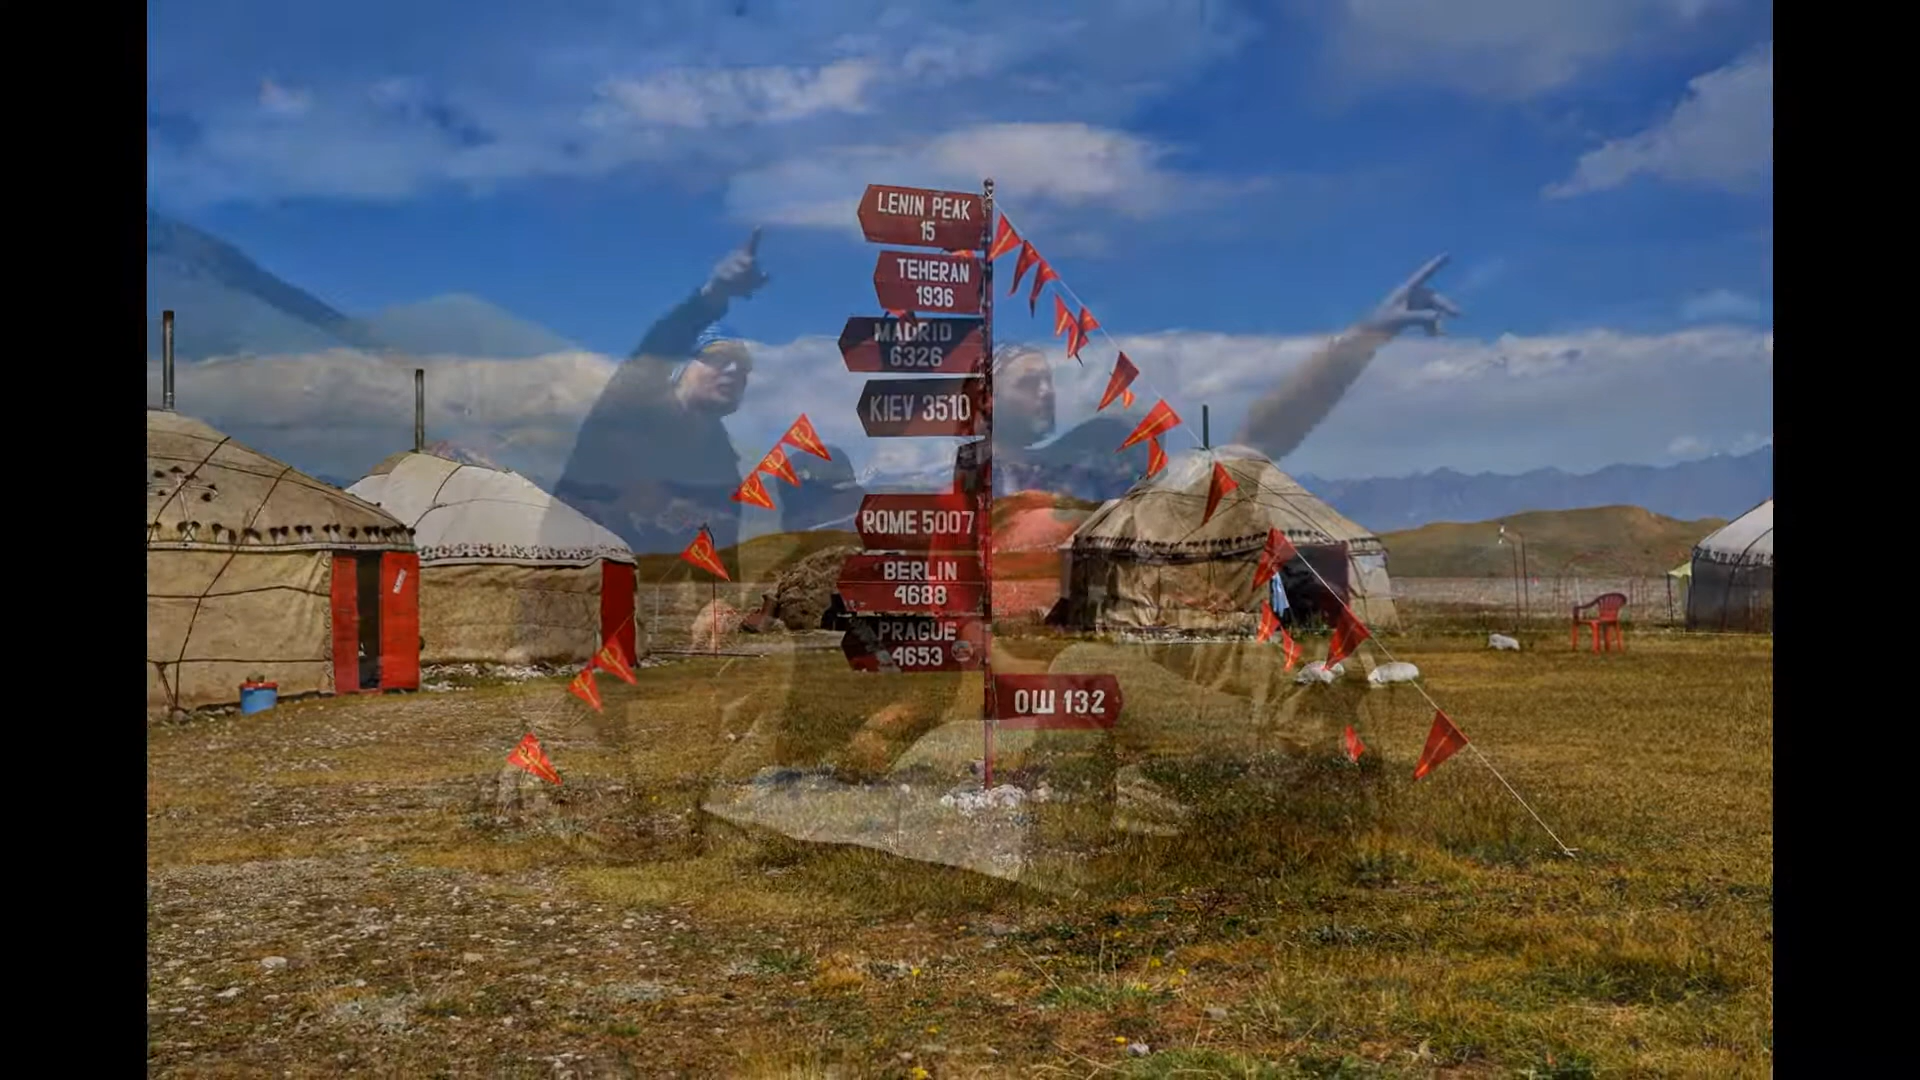 LENIN PEAK
15
TEHERAN
1936
MADRID
6326
KIEV 3510
ROME 5007
BERLIN
4688
PRAGUE
4653
ОШ 132